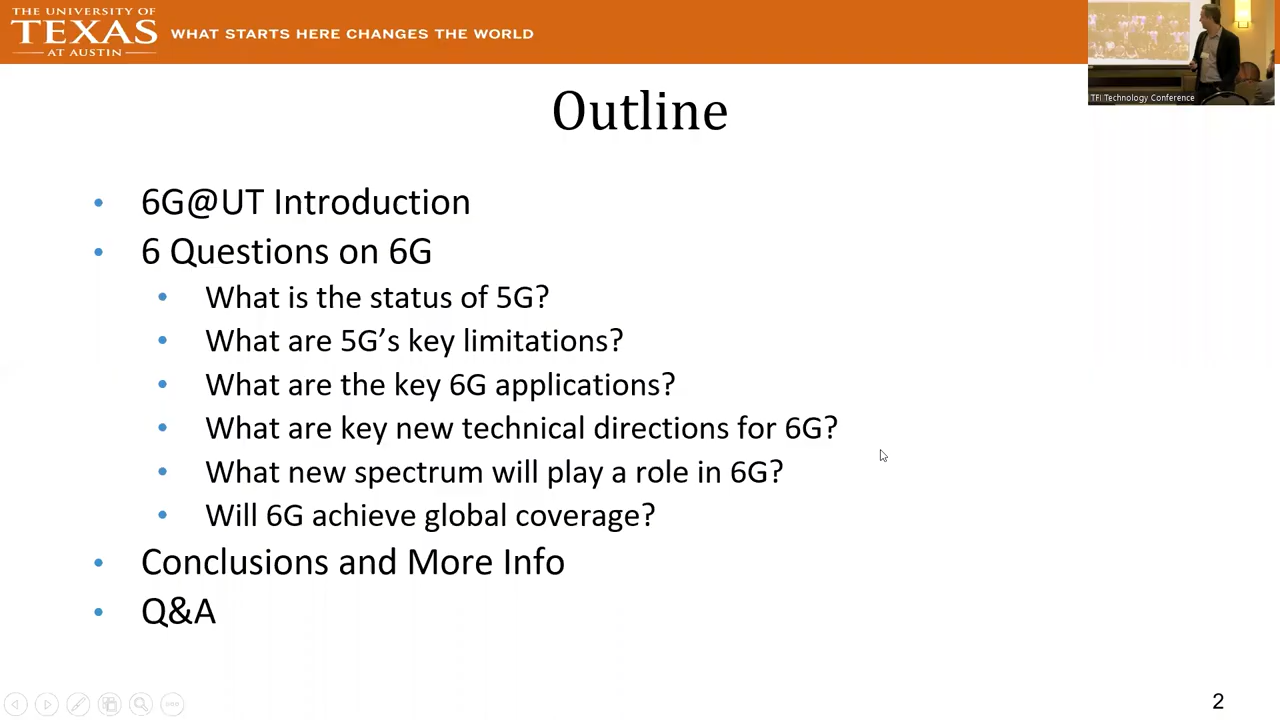 THE UNIVERSITY OF
TEXAS
AT AUSTIN
WHAT STARTS HERE CHANGES THE WORLD
TFI Technology Conference
Outline
• 6G@UT Introduction
• 6 Questions on 6G
• What is the status of 5G?
• What are 5G’s key limitations?
• What are the key 6G applications?
• What are key new technical directions for 6G?
• What new spectrum will play a role in 6G?
• Will 6G achieve global coverage?
• Conclusions and More Info
• Q&A
2